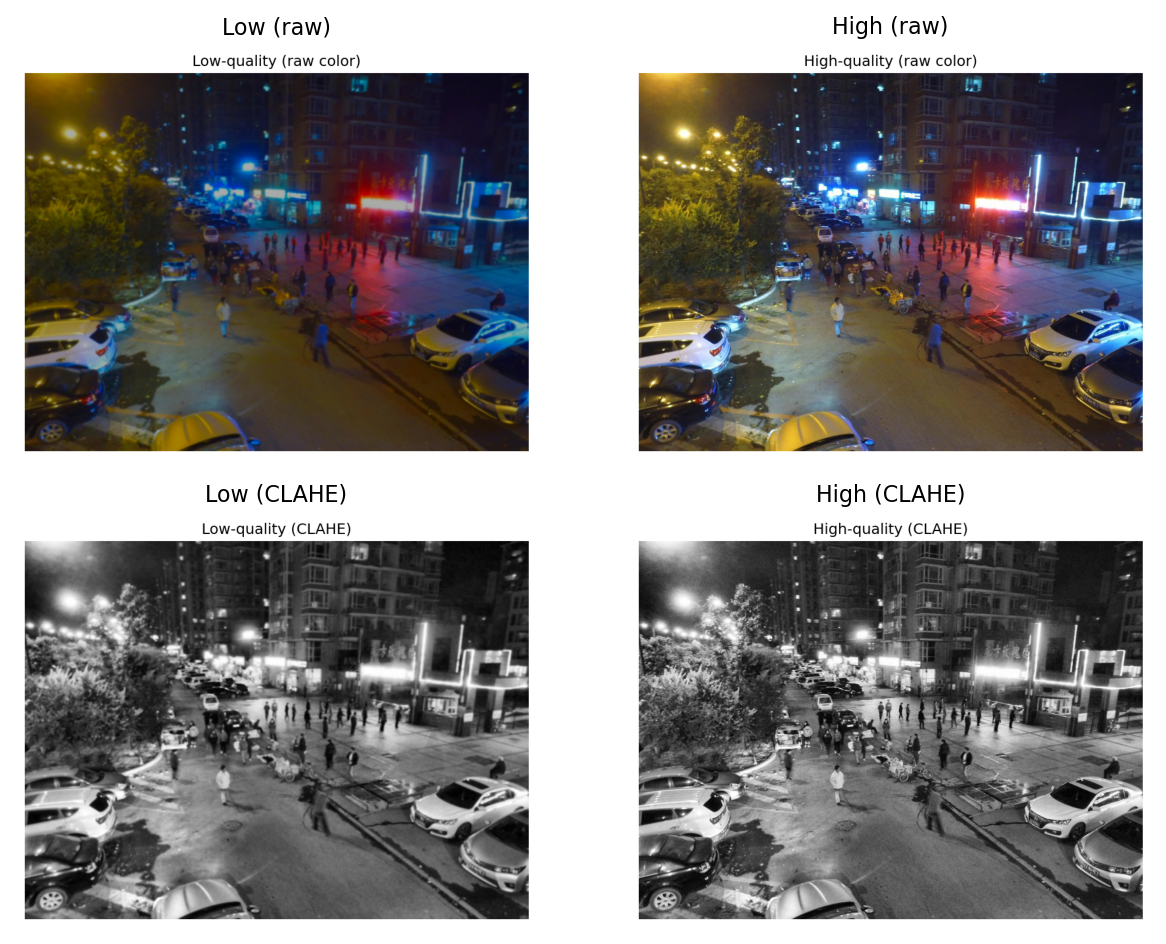 Low (raw)
High (raw)
Low-quality (raw color)
High-quality (raw color)
Low (CLAHE)
High (CLAHE)
Low-quality (CLAHE)
High-quality (CLAHE)